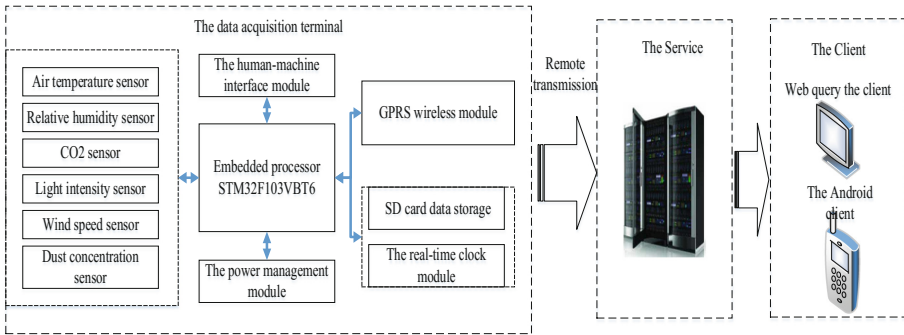 The data acquisition terminal
Air temperature sensor
Relative humidity sensor
CO2 sensor
Light intensity sensor
Wind speed sensor
Dust concentration
sensor
The human-machine
interface module
Embedded processor
STM32F103VBT6
The power management
module
GPRS wireless module
SD card data storage
The real-time clock
module
Remote
transmission
The Service
The Client
Web query the client
The Android
client